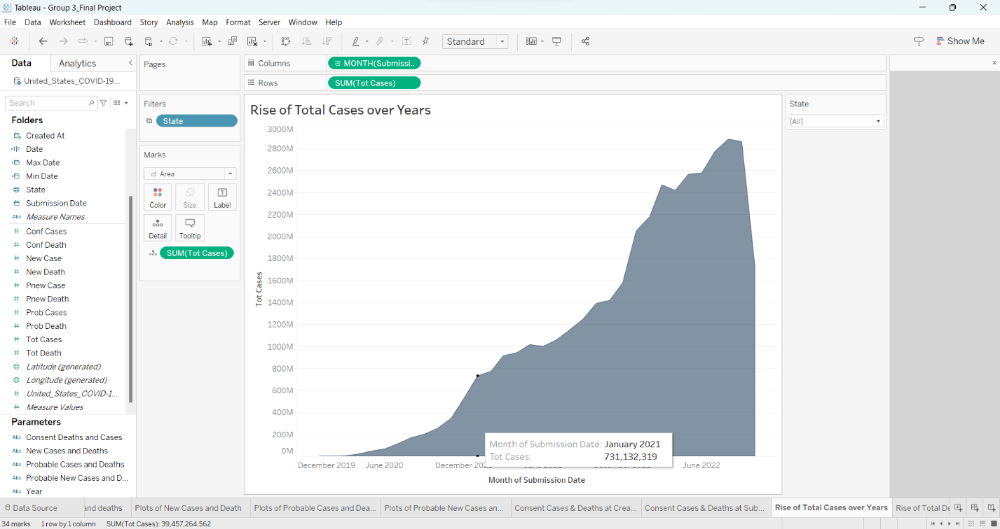 Tableau - Group 3_Final Project
File Data Worksheet Dashboard Story Analysis Map Format Server Window Help
Standard
Show Me
Data Analytics
United_States_COVID-19...
Search
Folders
Created At
Date
Max Date
Min Date
State
Submission Date
Abc Measure Names
Conf Cases
Conf Death
New Case
New Death
Pnew Case
Pnew Death
Prob Cases
Prob Death
Tot Cases
Tot Death
Latitude (generated)
Longitude (generated)
United_States_COVID-1...
Measure Values
Parameters
Abc Consent Deaths and Cases
Abc New Cases and Deaths
Abc Probable Cases and Deaths
Abc Probable New Cases and D...
Abc Year
Pages
Filters
State
Marks
Area
Color Size Label
Detail Tooltip
SUM(Tot Cases)
Columns MONTH(Submissi..
Rows SUM(Tot Cases)
Rise of Total Cases over Years
3000M
2800M
2600M
2400M
2200M
2000M
1800M
1600M
1400M
1200M
1000M
800M
600M
400M
200M
0M
Tot Cases
Month of Submission Date: January 2021
Tot Cases: 731,132,319
December 2019 June 2020 December 2020 June 2021 December 2021 June 2022
Month of Submission Date
State
(All)
Data Source and deaths Plots of New Cases and Death Plots of Probable Cases and Dea... Plots of Probable New Cases an... Consent Cases & Deaths at Crea... Consent Cases & Deaths at Sub... Rise of Total Cases over Years Rise of Total De
34 marks 1 row by 1 column SUM(Tot Cases): 39,457,264,562